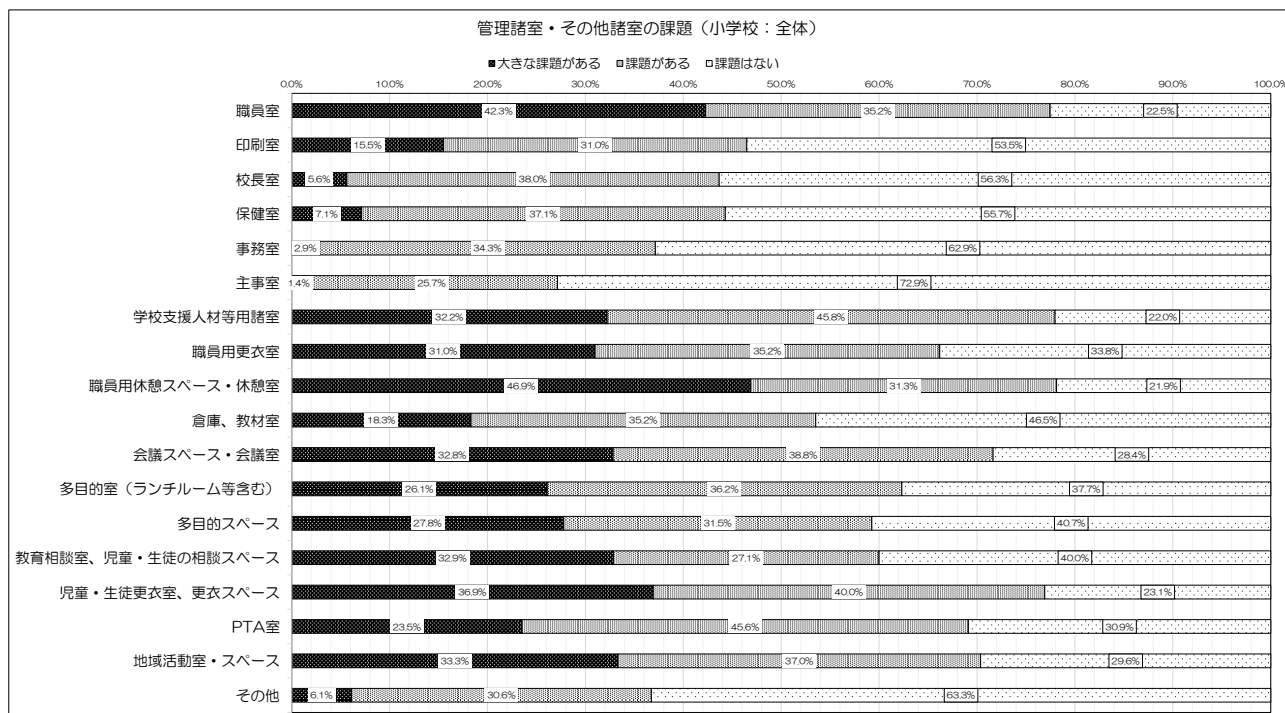 管理諸室・その他諸室の課題（小学校：全体）
■大きな課題がある ■課題がある □課題はない
0.0% 10.0% 20.0% 30.0% 40.0% 50.0% 60.0% 70.0% 80.0% 90.0% 100.0%
職員室 42.3% 35.2% 22.5%
印刷室 15.5% 31.0% 53.5%
校長室 5.6% 38.0% 56.3%
保健室 7.1% 37.1% 55.7%
事務室 2.9% 34.3% 62.9%
主事室 1.4% 25.7% 72.9%
学校支援人材等用諸室 32.2% 45.8% 22.0%
職員用更衣室 31.0% 35.2% 33.8%
職員用休憩スペース・休憩室 46.9% 31.3% 21.9%
倉庫、教材室 18.3% 35.2% 46.5%
会議スペース・会議室 32.8% 38.8% 28.4%
多目的室（ランチルーム等含む） 26.1% 36.2% 37.7%
多目的スペース 27.8% 31.5% 40.7%
教育相談室、児童・生徒の相談スペース 32.9% 27.1% 40.0%
児童・生徒更衣室、更衣スペース 36.9% 40.0% 23.1%
PTA室 23.5% 45.6% 30.9%
地域活動室・スペース 33.3% 37.0% 29.6%
その他 6.1% 30.6% 63.3%